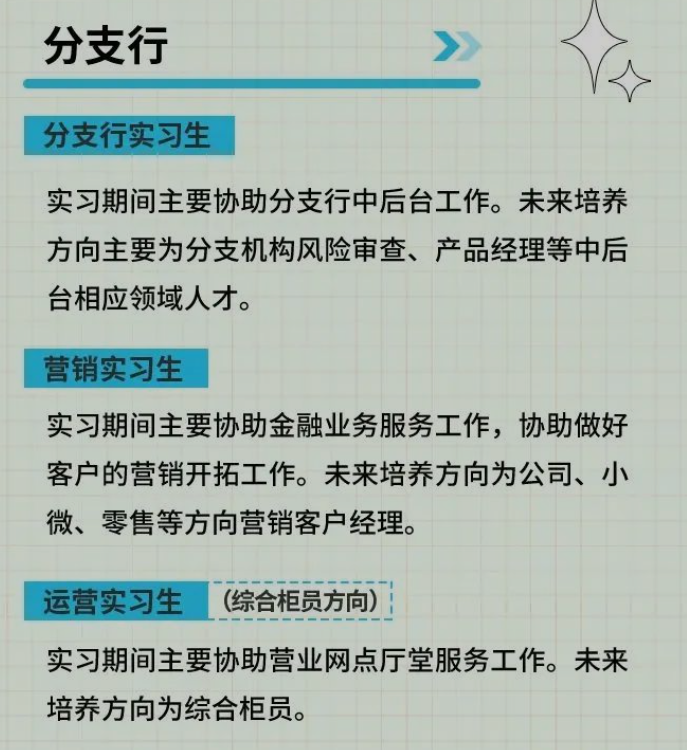 分支行
分支行实习生
实习期间主要协助分支行中后台工作。未来培养
方向主要为分支机构风险审查、产品经理等中后
台相应领域人才。
营销实习生
实习期间主要协助金融业务服务工作，协助做好
客户的营销开拓工作。未来培养方向为公司、小
微、零售等方向营销客户经理。
运营实习生（综合柜员方向）
实习期间主要协助营业网点厅堂服务工作。未来
培养方向为综合柜员。